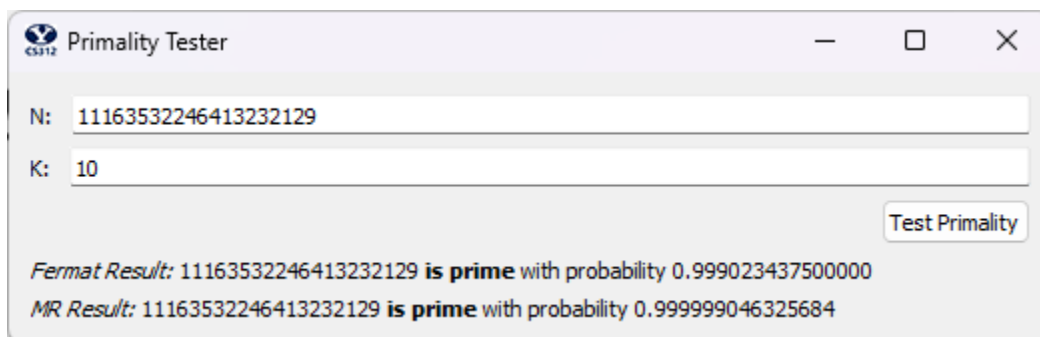 CS312
Primality Tester
N: 11163532246413232129
K: 10
Test Primality
Fermat Result: 11163532246413232129 is prime with probability 0.999023437500000
MR Result: 11163532246413232129 is prime with probability 0.999999046325684